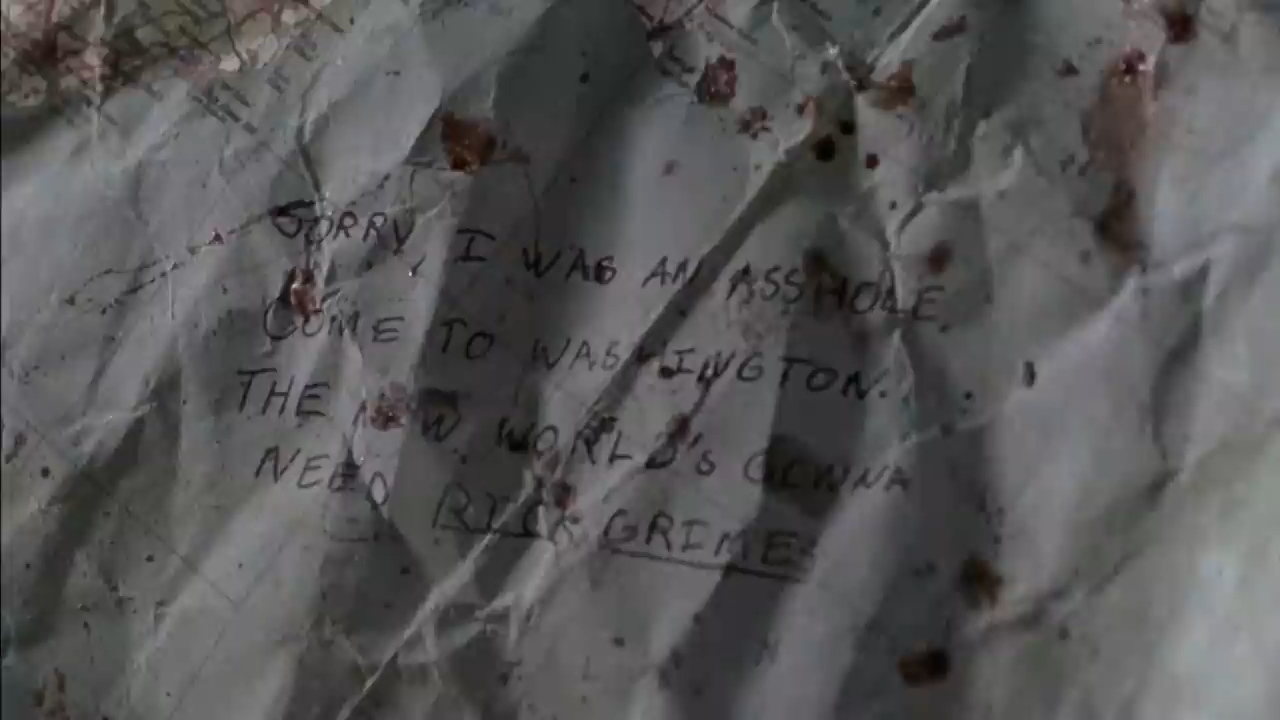 SORRY, I WAS AN ASSHOLE.
COME TO WASHINGTON.
THE NEW WORLD'S GONNA
NEED RICK GRIMES